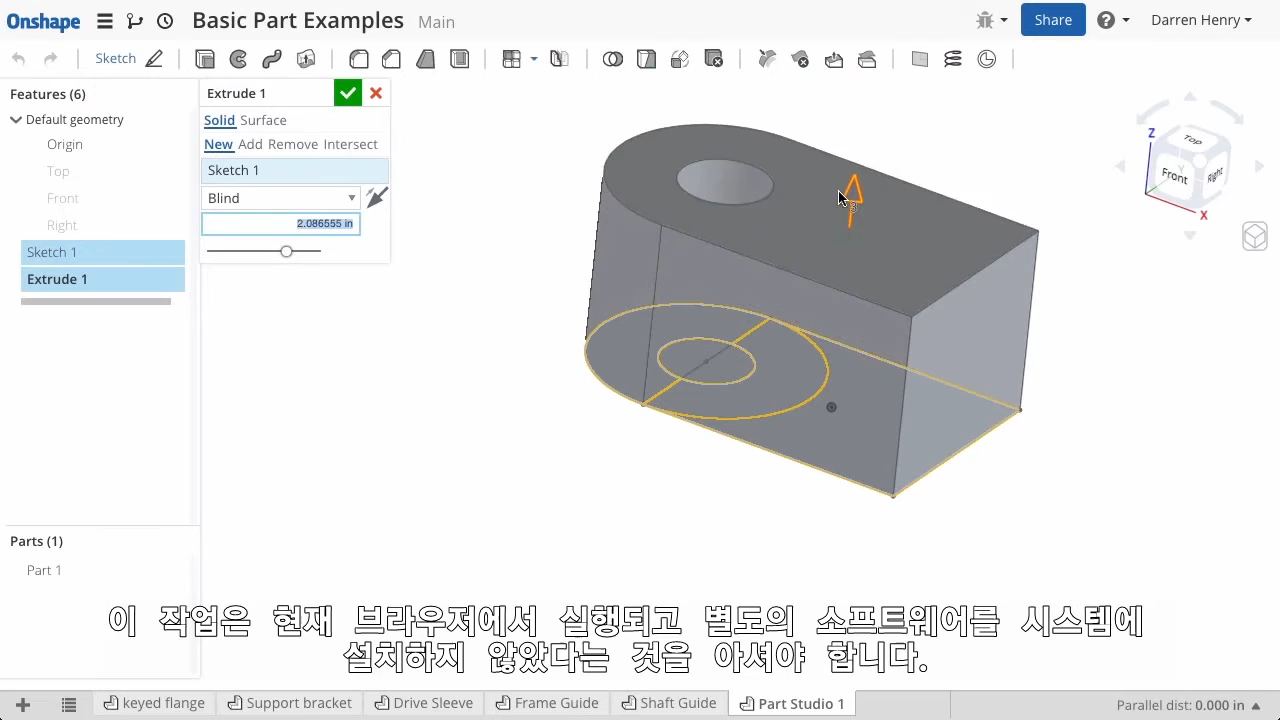 Onshape
Basic Part Examples Main
Share
Darren Henry
Sketch
Features (6)
Default geometry
Origin
Top
Front
Right
Sketch 1
Extrude 1
Extrude 1
Solid Surface
New Add Remove Intersect
Sketch 1
Blind
2.086555 in
Z
Top
Front
Right
X
Y
Parts (1)
Part 1
이 작업은 현재 브라우저에서 실행되고 별도의 소프트웨어를 시스템에
설치하지 않았다는 것을 아셔야 합니다.
keyed flange Support bracket Drive Sleeve Frame Guide Shaft Guide Part Studio 1
Parallel dist: 0.000 in